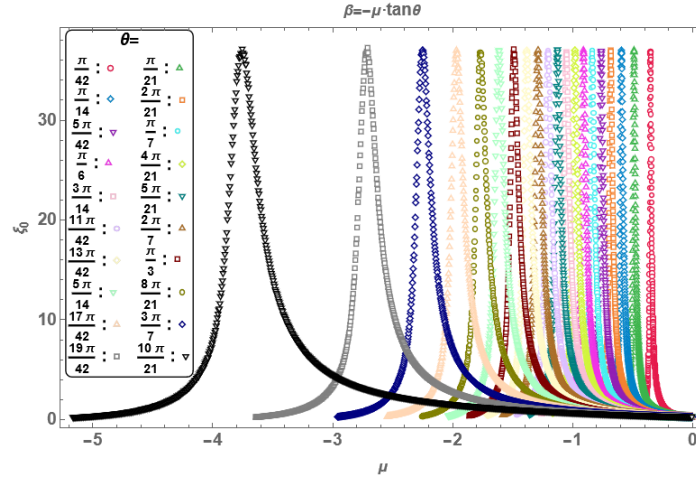 β=-μ·tanθ
θ=
π/42: π/21:
π/14: 2π/21:
5π/42: π/7:
π/6: 4π/21:
3π/14: 5π/21:
11π/42: 2π/7:
13π/42: π/3:
5π/14: 8π/21:
17π/42: 3π/7:
19π/42: 10π/21:
ξ₀
30
20
10
0
-5 -4 -3 -2 -1 0
μ